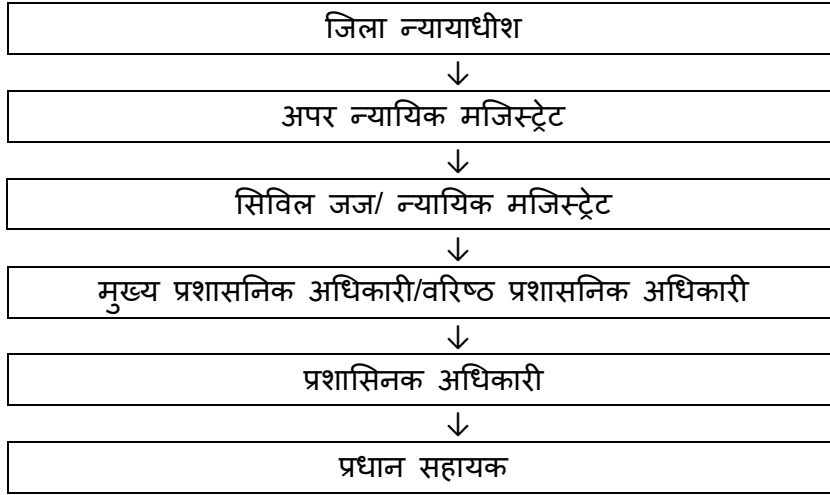 जिला न्यायाधीश
↓
अपर न्यायिक मजिस्ट्रेट
↓
सिविल जज/ न्यायिक मजिस्ट्रेट
↓
मुख्य प्रशासनिक अधिकारी/वरिष्ठ प्रशासनिक अधिकारी
↓
प्रशासिनक अधिकारी
↓
प्रधान सहायक